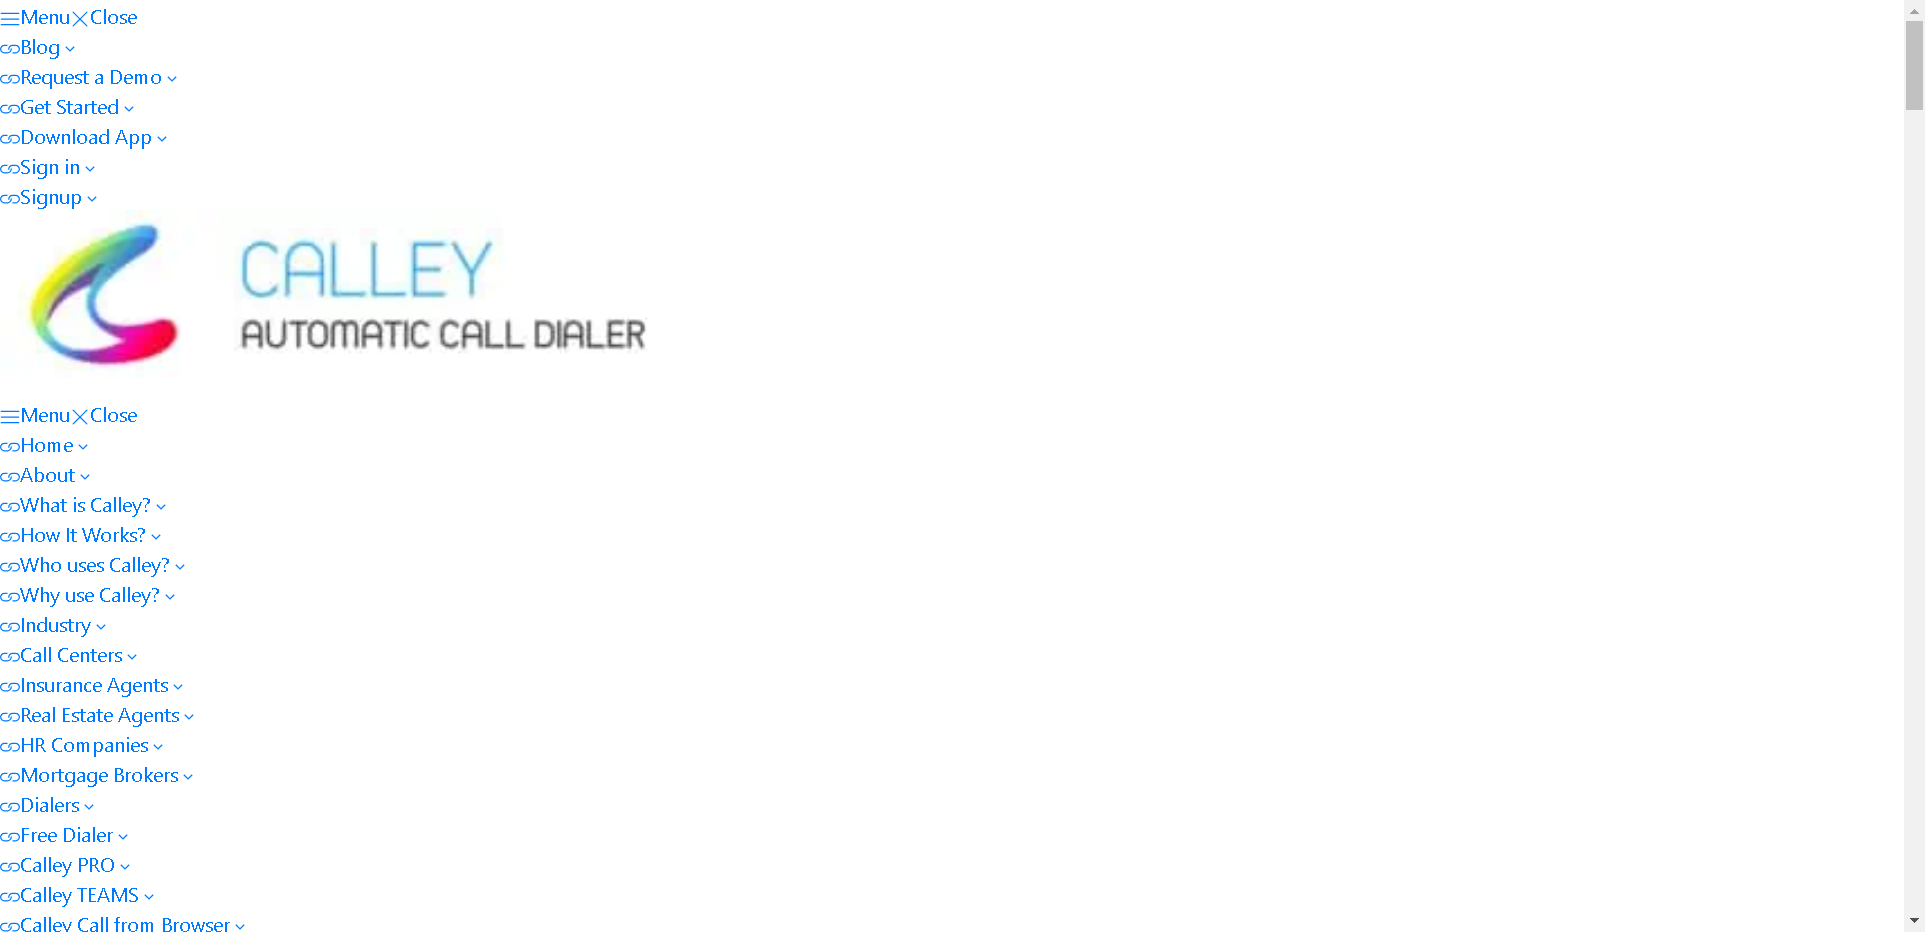 Menu Close
Blog
Request a Demo
Get Started
Download App
Sign in
Signup
CALLEY
AUTOMATIC CALL DIALER
Menu Close
Home
About
What is Calley?
How It Works?
Who uses Calley?
Why use Calley?
Industry
Call Centers
Insurance Agents
Real Estate Agents
HR Companies
Mortgage Brokers
Dialers
Free Dialer
Calley PRO
Calley TEAMS
Calley Call from Browser